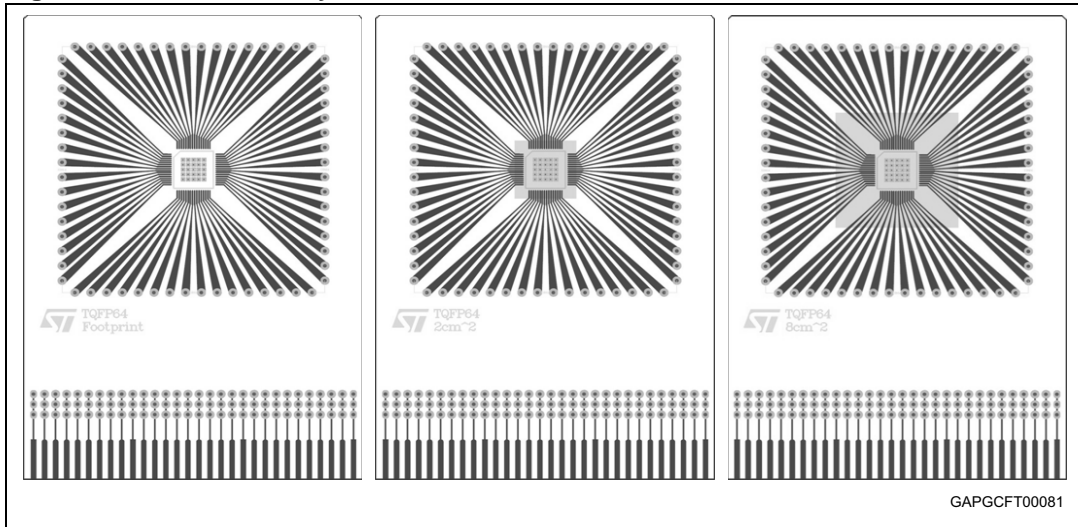 TQFP64
Footprint
TQFP64
2cm^2
TQFP64
8cm^2
GAPGCFT00081